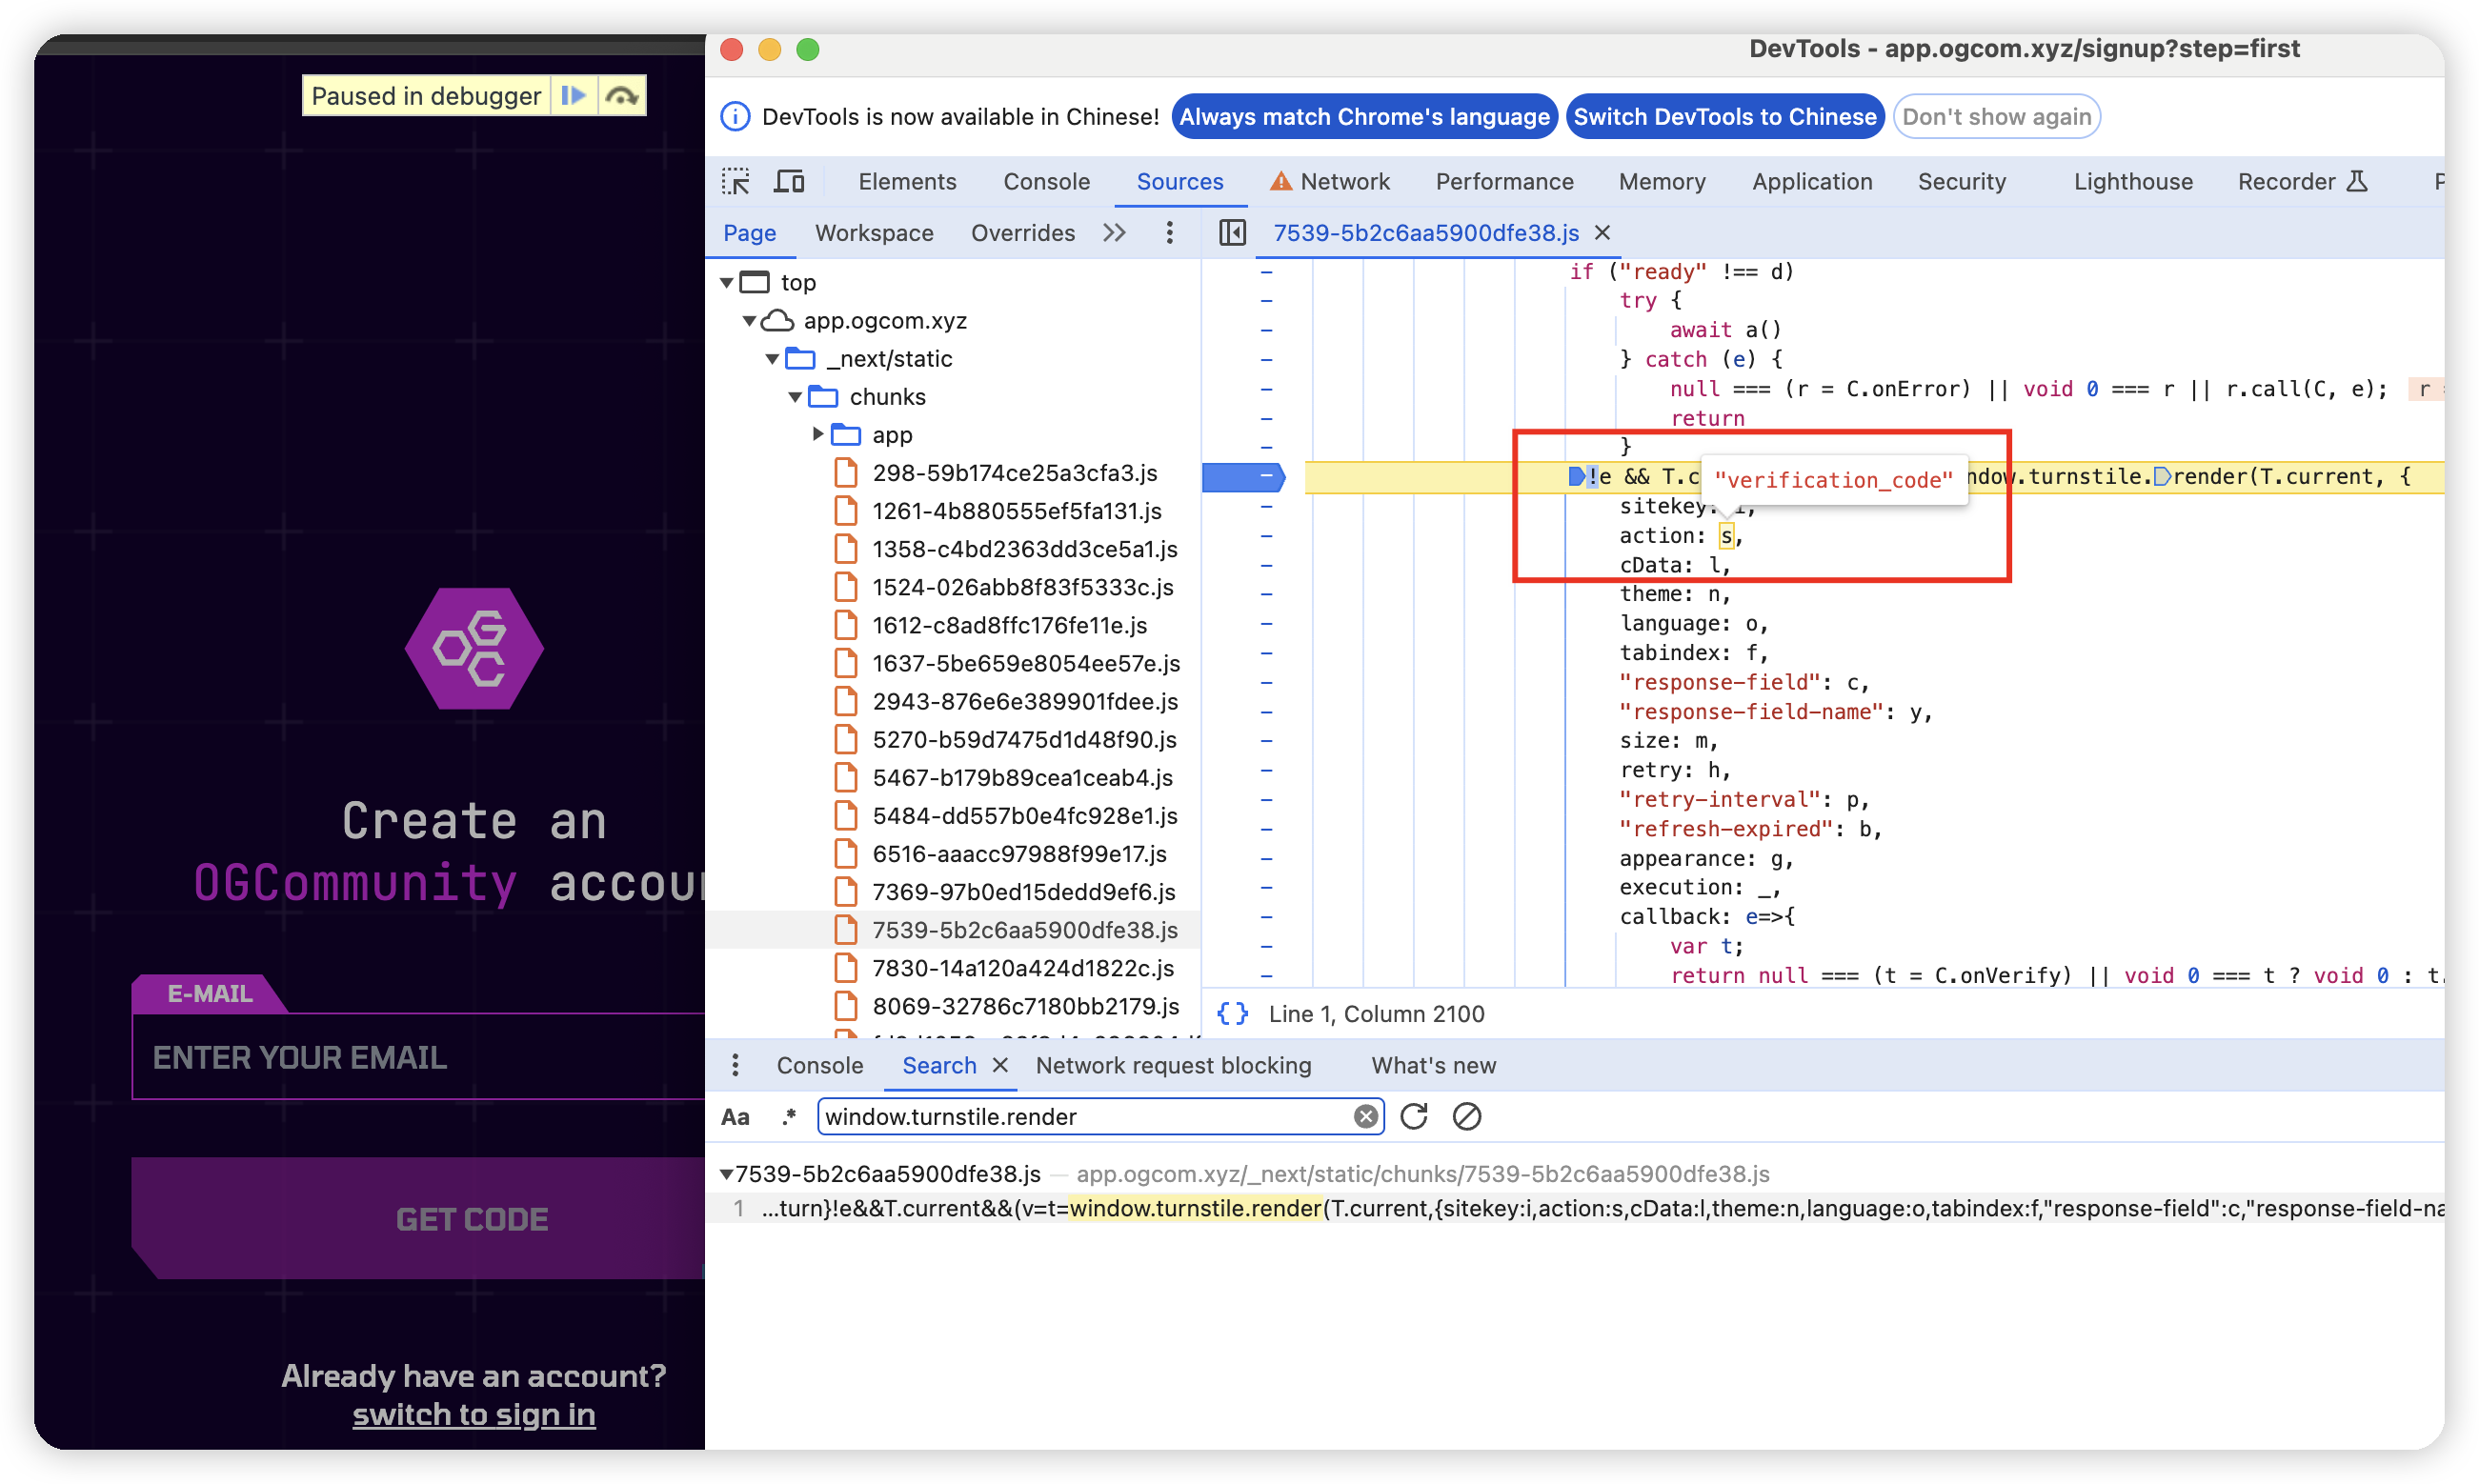 Paused in debugger
OGC
Create an
OGCommunity accou
E-MAIL
ENTER YOUR EMAIL
GET CODE
Already have an account?
switch to sign in
DevTools - app.ogcom.xyz/signup?step=first
DevTools is now available in Chinese! Always match Chrome's language Switch DevTools to Chinese Don't show again
Elements Console Sources Network Performance Memory Application Security Lighthouse Recorder
Page Workspace Overrides 7539-5b2c6aa5900dfe38.js
top
app.ogcom.xyz
_next/static
chunks
app
298-59b174ce25a3cfa3.js
1261-4b880555ef5fa131.js
1358-c4bd2363dd3ce5a1.js
1524-026abb8f83f5333c.js
1612-c8ad8ffc176fe11e.js
1637-5be659e8054ee57e.js
2943-876e6e389901fdee.js
5270-b59d7475d1d48f90.js
5467-b179b89cea1ceab4.js
5484-dd557b0e4fc928e1.js
6516-aaacc97988f99e17.js
7369-97b0ed15dedd9ef6.js
7539-5b2c6aa5900dfe38.js
7830-14a120a424d1822c.js
8069-32786c7180bb2179.js
if ("ready" !== d)
try {
await a()
} catch (e) {
null === (r = C.onError) || void 0 === r || r.call(C, e); r
return
}
!e && T.c "verification_code" ndow.turnstile.render(T.current, {
sitekey: i,
action: s,
cData: l,
theme: n,
language: o,
tabindex: f,
"response-field": c,
"response-field-name": y,
size: m,
retry: h,
"retry-interval": p,
"refresh-expired": b,
appearance: g,
execution: _,
callback: e=>{
var t;
return null === (t = C.onVerify) || void 0 === t ? void 0 : t.
{} Line 1, Column 2100
Console Search Network request blocking What's new
Aa .* window.turnstile.render
7539-5b2c6aa5900dfe38.js — app.ogcom.xyz/_next/static/chunks/7539-5b2c6aa5900dfe38.js
1 …turn}!e&&T.current&&(v=t=window.turnstile.render(T.current,{sitekey:i,action:s,cData:l,theme:n,language:o,tabindex:f,"response-field":c,"response-field-na